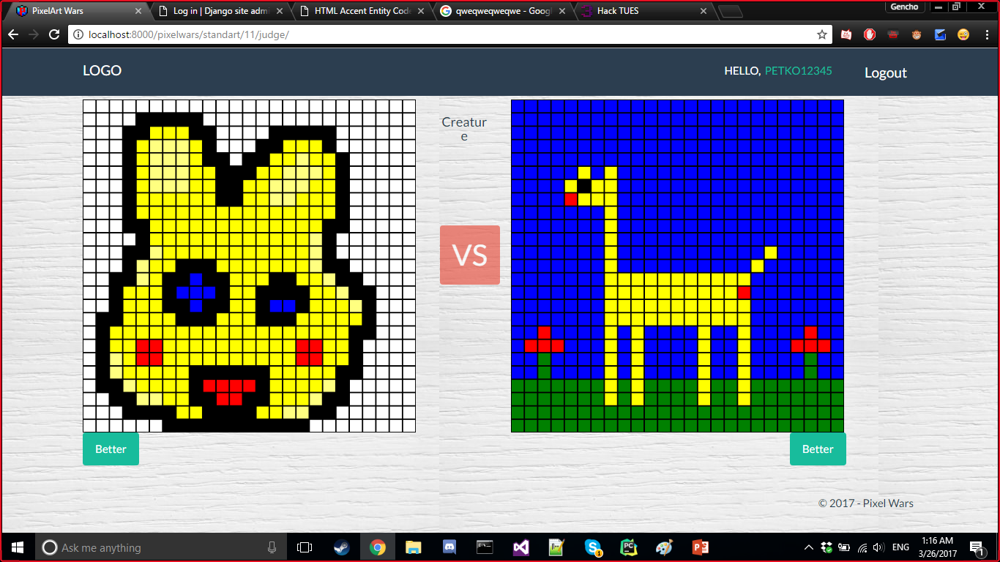 PixelArt Wars
Log in | Django site admi
HTML Accent Entity Code
qweqweqweqwe - Googl
Hack TUES
Gencho
localhost:8000/pixelwars/standart/11/judge/
LOGO
HELLO, PETKO12345
Logout
Creatur
e
VS
Better
Better
© 2017 - Pixel Wars
Ask me anything
ENG
1:16 AM
3/26/2017